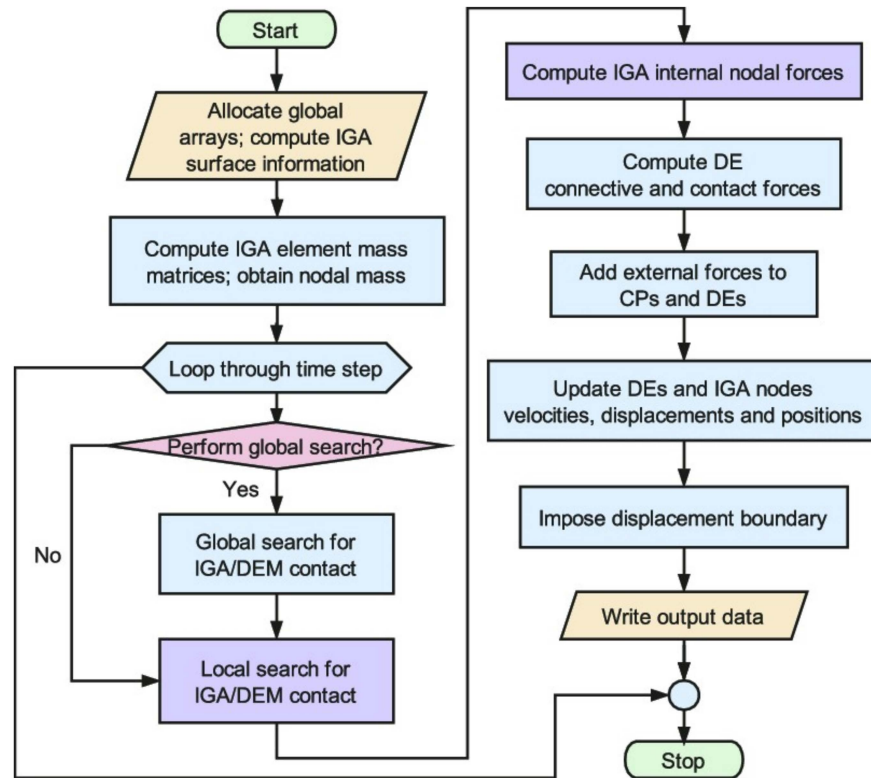 Start
Allocate global
arrays; compute IGA
surface information
Compute IGA element mass
matrices; obtain nodal mass
Loop through time step
Perform global search?
Yes
No
Global search for
IGA/DEM contact
Local search for
IGA/DEM contact
Compute IGA internal nodal forces
Compute DE
connective and contact forces
Add external forces to
CPs and DEs
Update DEs and IGA nodes
velocities, displacements and positions
Impose displacement boundary
Write output data
Stop